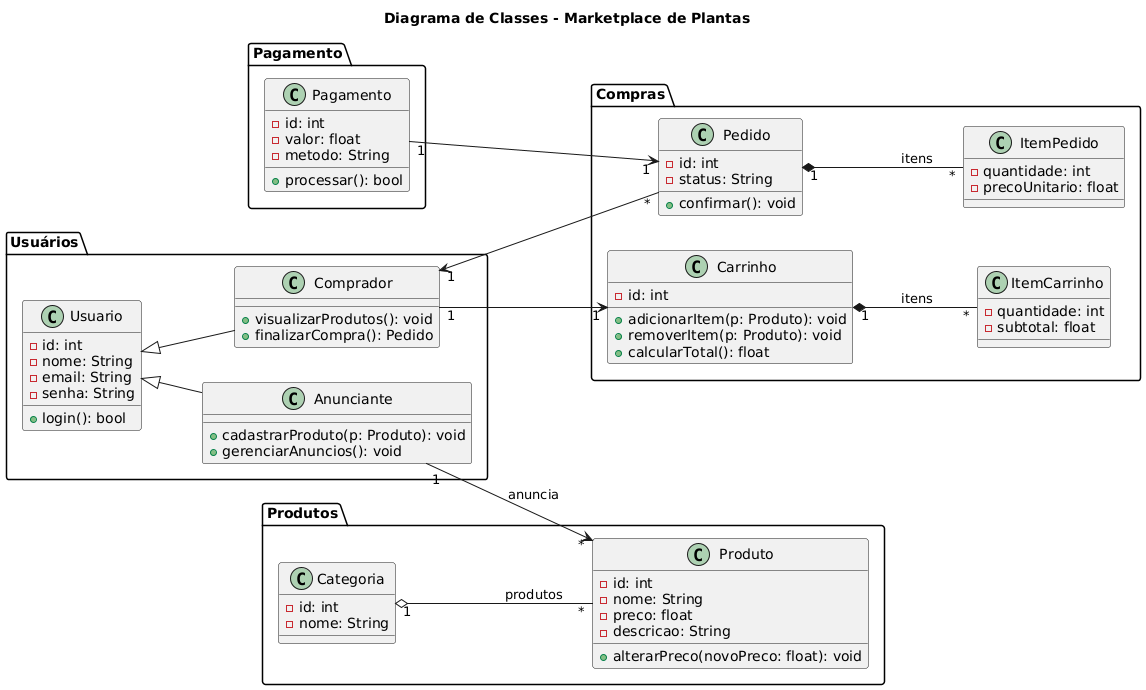 Diagrama de Classes - Marketplace de Plantas
Pagamento
C Pagamento
id: int
valor: float
metodo: String
processar(): bool
1
1
Compras
C Pedido
id: int
status: String
confirmar(): void
1
itens
*
C ItemPedido
quantidade: int
precoUnitario: float
*
1
C Carrinho
id: int
adicionarItem(p: Produto): void
removerItem(p: Produto): void
calcularTotal(): float
1
itens
*
C ItemCarrinho
quantidade: int
subtotal: float
Usuários
C Usuario
id: int
nome: String
email: String
senha: String
login(): bool
C Comprador
visualizarProdutos(): void
finalizarCompra(): Pedido
1
1
C Anunciante
cadastrarProduto(p: Produto): void
gerenciarAnuncios(): void
1
anuncia
*
Produtos
C Categoria
id: int
nome: String
1
produtos
*
C Produto
id: int
nome: String
preco: float
descricao: String
alterarPreco(novoPreco: float): void